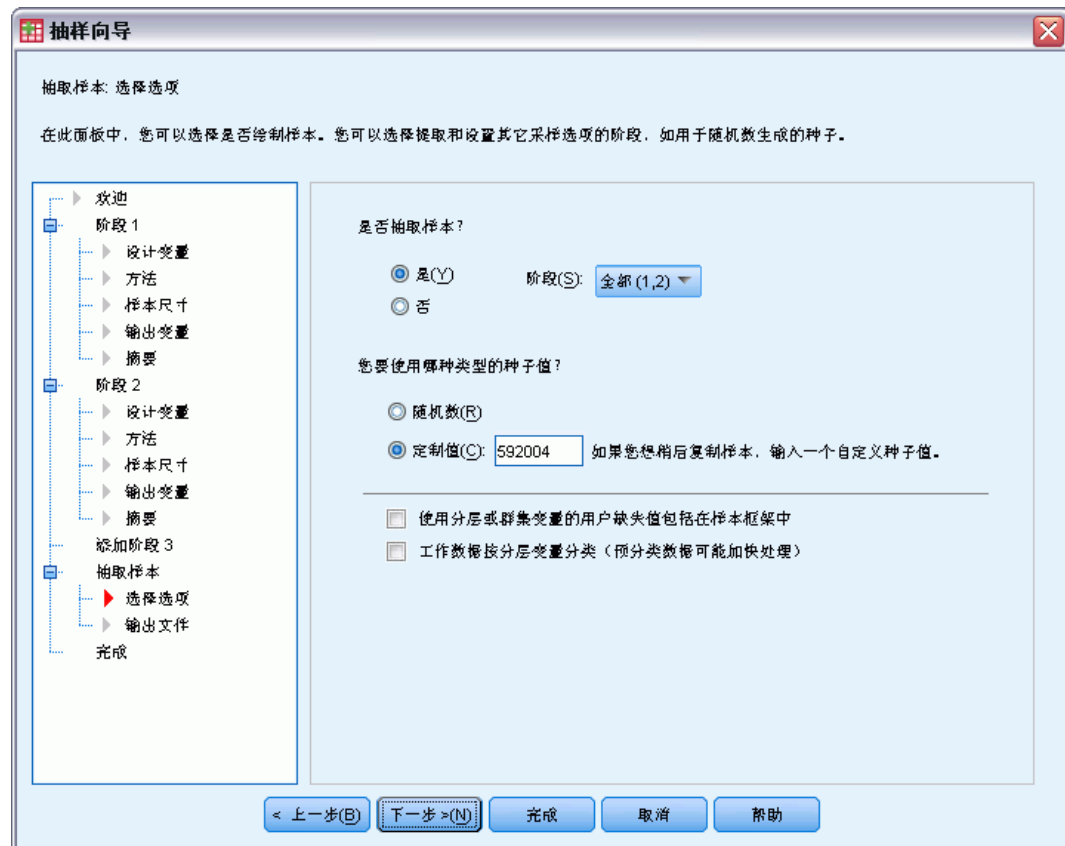 抽样向导
抽取样本: 选择选项
在此面板中，您可以选择是否绘制样本。您可以选择提取和设置其它采样选项的阶段，如用于随机数生成的种子。
欢迎
阶段 1
设计变量
方法
样本尺寸
输出变量
摘要
阶段 2
设计变量
方法
样本尺寸
输出变量
摘要
添加阶段 3
抽取样本
选择选项
输出文件
完成
是否抽取样本?
是(Y) 阶段(S): 全部 (1,2)
否
您要使用哪种类型的种子值?
随机数(R)
定制值(C): 592004 如果您想稍后复制样本，输入一个自定义种子值。
使用分层或群集变量的用户缺失值包括在样本框架中
工作数据按分层变量分类（预分类数据可能加快处理）
< 上一步(B) 下一步 >(N) 完成 取消 帮助